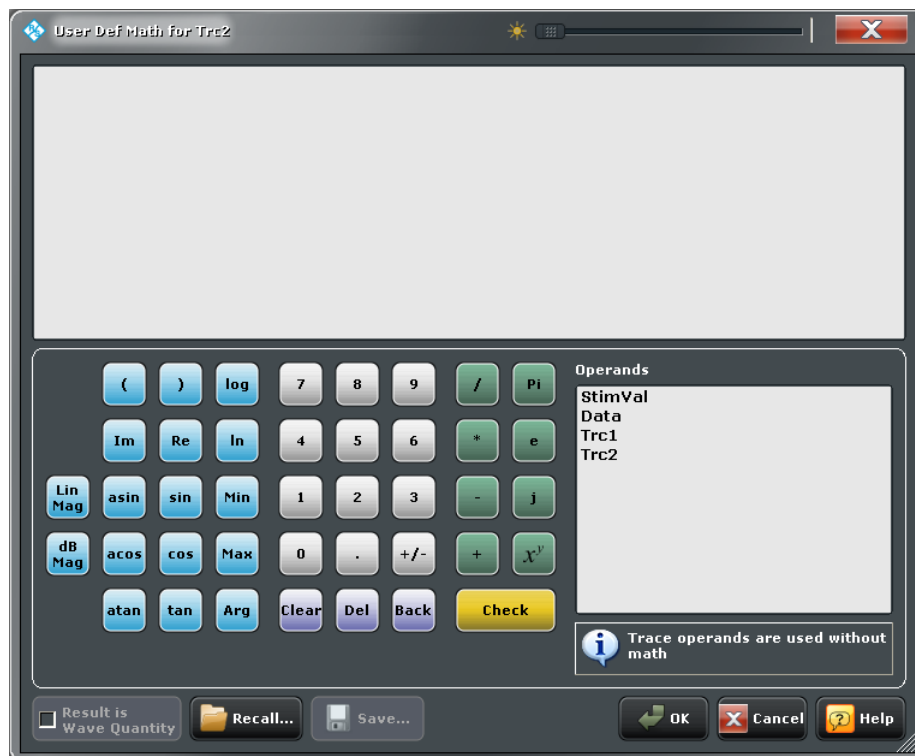 User Def Math for Trc2
X
( ) log 7 8 9 / Pi
Im Re ln 4 5 6 * e
Lin
Mag
asin sin Min 1 2 3 - j
dB
Mag
acos cos Max 0 . +/- + xʸ
atan tan Arg Clear Del Back Check
Operands
StimVal
Data
Trc1
Trc2
Trace operands are used without
math
Result is
Wave Quantity
Recall...
Save...
OK
Cancel
Help